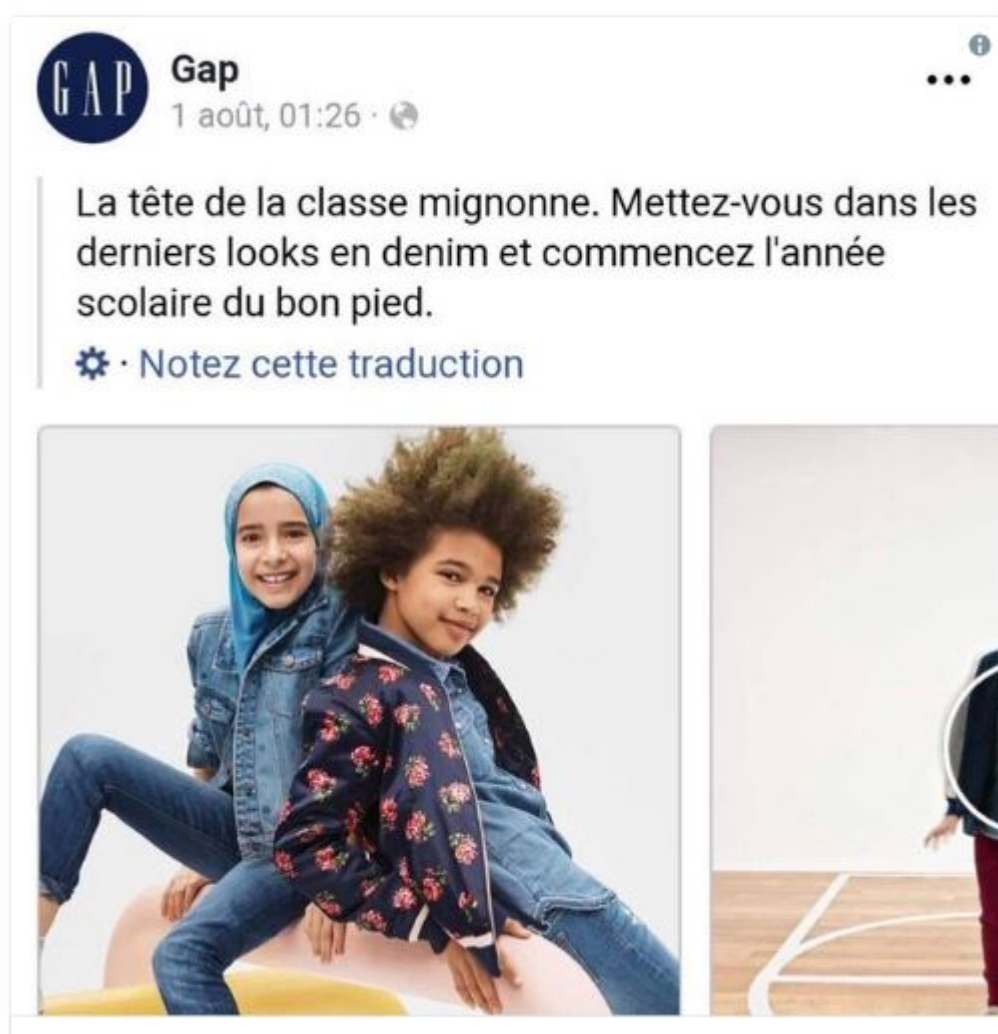 GAP
Gap
1 août, 01:26 ·
La tête de la classe mignonne. Mettez-vous dans les
derniers looks en denim et commencez l'année
scolaire du bon pied.
· Notez cette traduction